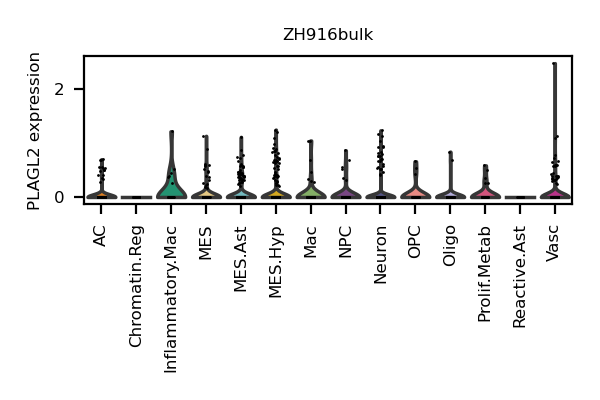 ZH916bulk
PLAGL2 expression
2
0
AC
Chromatin.Reg
Inflammatory.Mac
MES
MES.Ast
MES.Hyp
Mac
NPC
Neuron
OPC
Oligo
Prolif.Metab
Reactive.Ast
Vasc